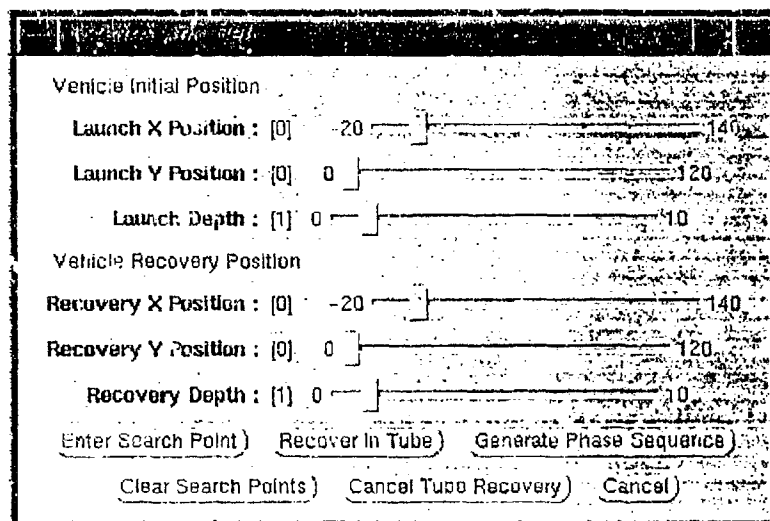 Vehicle Initial Position
Launch X Position : [0] -20 140
Launch Y Position : [0] 0 120
Launch Depth : [1] 0 10
Vehicle Recovery Position
Recovery X Position : [0] -20 140
Recovery Y Position : [0] 0 120
Recovery Depth : [1] 0 10
Enter Search Point) Recover In Tube) Generate Phase Sequence)
Clear Search Points) Cancel Tube Recovery) Cancel)